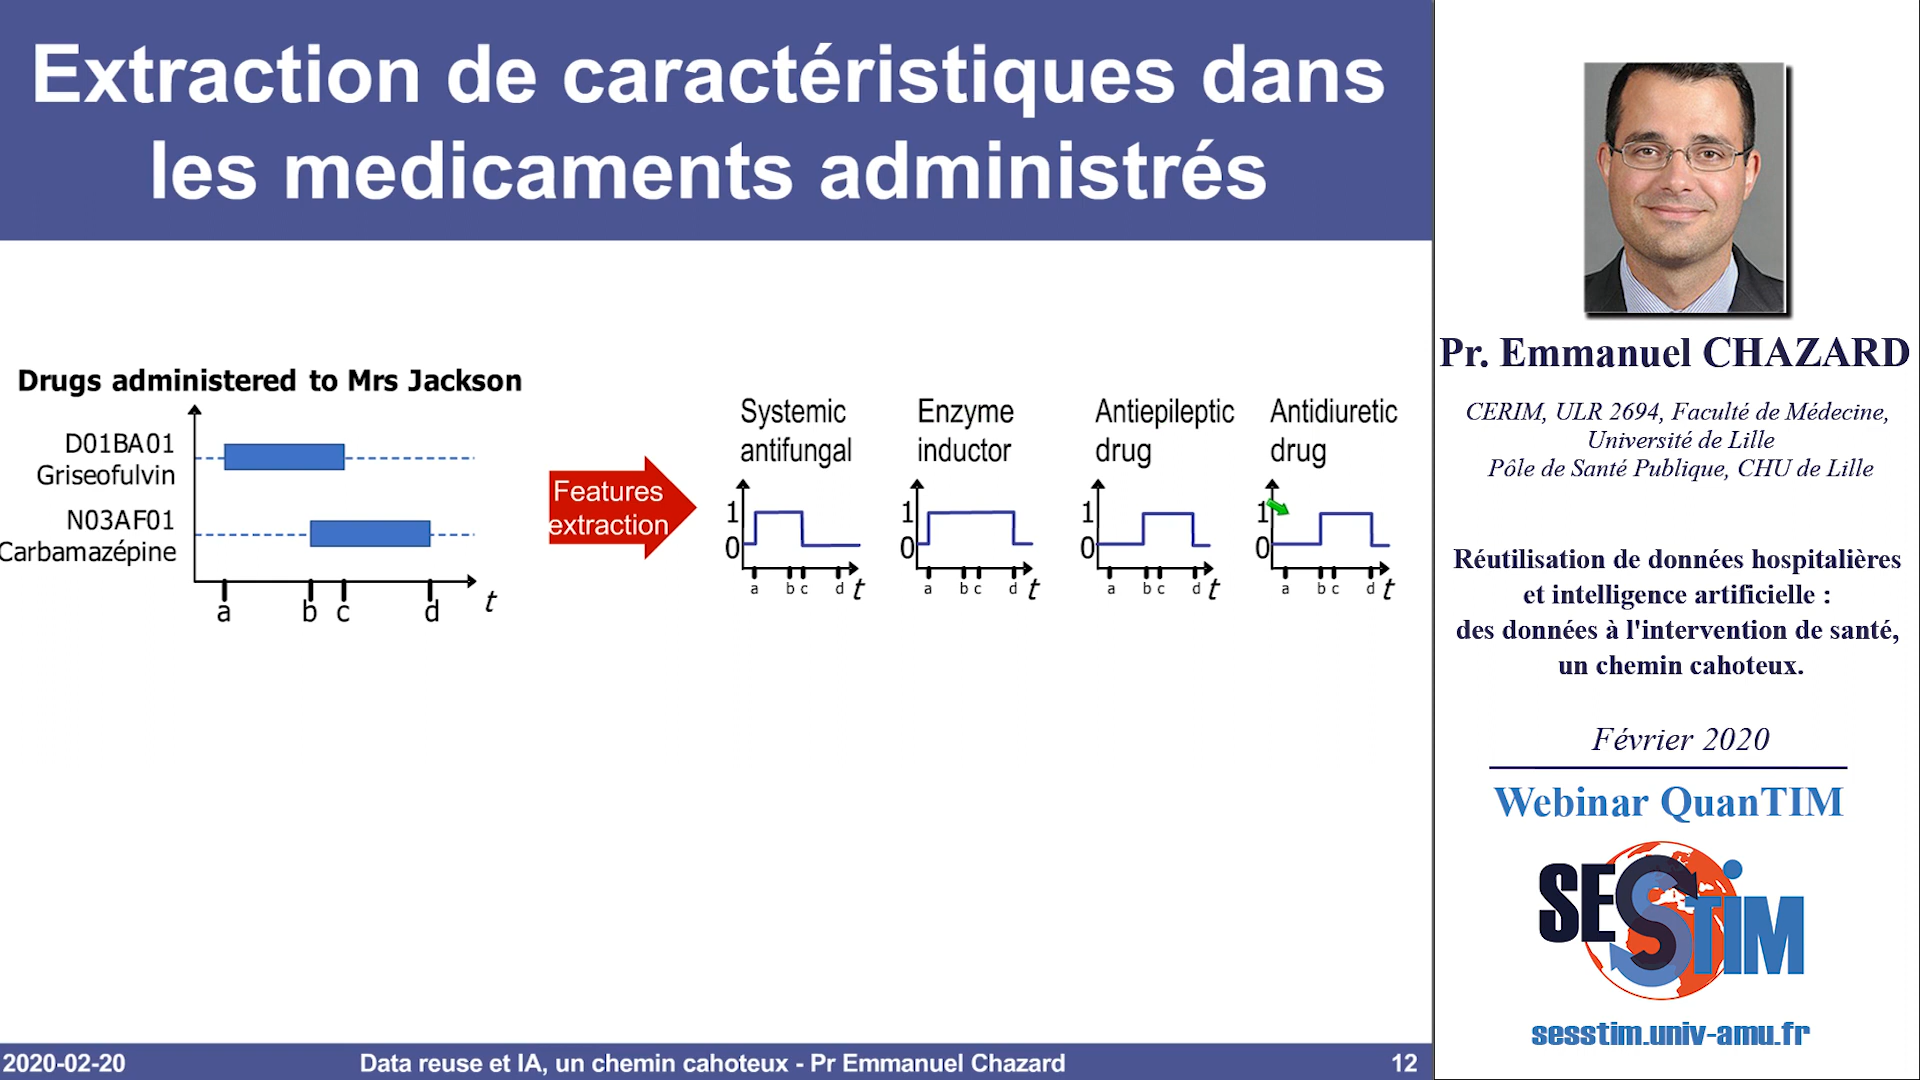 Extraction de caractéristiques dans
les medicaments administrés
Drugs administered to Mrs Jackson
D01BA01
Griseofulvin
N03AF01
Carbamazépine
a b c d t
Features
extraction
Systemic
antifungal
1
0
a b c d t
Enzyme
inductor
1
0
a b c d t
Antiepileptic
drug
1
0
a b c d t
Antidiuretic
drug
1
0
a b c d t
2020-02-20
Data reuse et IA, un chemin cahoteux - Pr Emmanuel Chazard
12
Pr. Emmanuel CHAZARD
CERIM, ULR 2694, Faculté de Médecine,
Université de Lille
Pôle de Santé Publique, CHU de Lille
Réutilisation de données hospitalières
et intelligence artificielle :
des données à l'intervention de santé,
un chemin cahoteux.
Février 2020
Webinar QuanTIM
SESSTIM
sesstim.univ-amu.fr